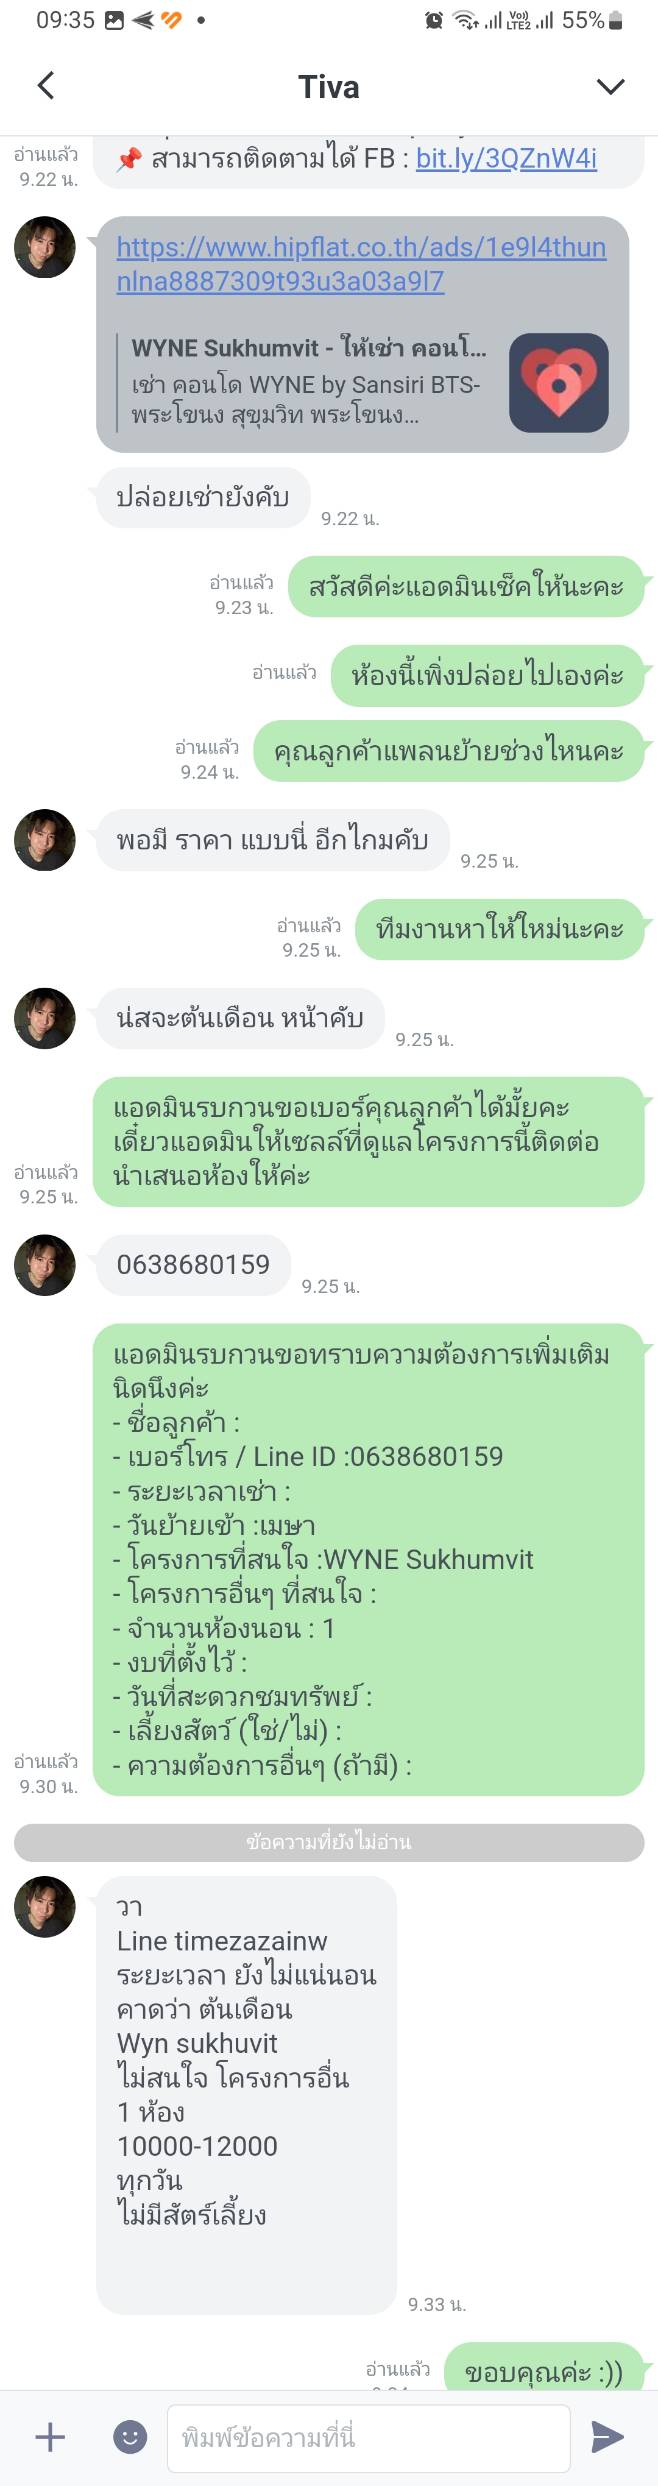 09:35
Vo))
LTE2
55%
Tiva
อ่านแล้ว
9.22 น.
📌 สามารถติดตามได้ FB : bit.ly/3QZnW4i
https://www.hipflat.co.th/ads/1e9l4thun
nlna8887309t93u3a03a9l7
WYNE Sukhumvit - ให้เช่า คอนโ...
เช่า คอนโด WYNE by Sansiri BTS-
พระโขนง สุขุมวิท พระโขนง...
ปล่อยเช่ายังคับ
9.22 น.
อ่านแล้ว
9.23 น.
สวัสดีค่ะแอดมินเช็คให้นะคะ
อ่านแล้ว
ห้องนี้เพิ่งปล่อยไปเองค่ะ
อ่านแล้ว
9.24 น.
คุณลูกค้าแพลนย้ายช่วงไหนคะ
พอมี ราคา แบบนี่ อีกไกมคับ
9.25 น.
อ่านแล้ว
9.25 น.
ทีมงานหาให้ใหม่นะคะ
น่สจะต้นเดือน หน้าคับ
9.25 น.
แอดมินรบกวนขอเบอร์คุณลูกค้าได้มั้ยคะ
เดี๋ยวแอดมินให้เซลล์ที่ดูแลโครงการนี้ติดต่อ
นำเสนอห้องให้ค่ะ
อ่านแล้ว
9.25 น.
0638680159
9.25 น.
แอดมินรบกวนขอทราบความต้องการเพิ่มเติม
นิดนึงค่ะ
- ชื่อลูกค้า :
- เบอร์โทร / Line ID :0638680159
- ระยะเวลาเช่า :
- วันย้ายเข้า :เมษา
- โครงการที่สนใจ :WYNE Sukhumvit
- โครงการอื่นๆ ที่สนใจ :
- จำนวนห้องนอน : 1
- งบที่ตั้งไว้ :
- วันที่สะดวกชมทรัพย์ :
- เลี้ยงสัตว์ (ใช่/ไม่) :
- ความต้องการอื่นๆ (ถ้ามี) :
อ่านแล้ว
9.30 น.
ข้อความที่ยังไม่อ่าน
วา
Line timezazainw
ระยะเวลา ยังไม่แน่นอน
คาดว่า ต้นเดือน
Wyn sukhuvit
ไม่สนใจ โครงการอื่น
1 ห้อง
10000-12000
ทุกวัน
ไม่มีสัตร์เลี้ยง
9.33 น.
อ่านแล้ว
ขอบคุณค่ะ :))
พิมพ์ข้อความที่นี่